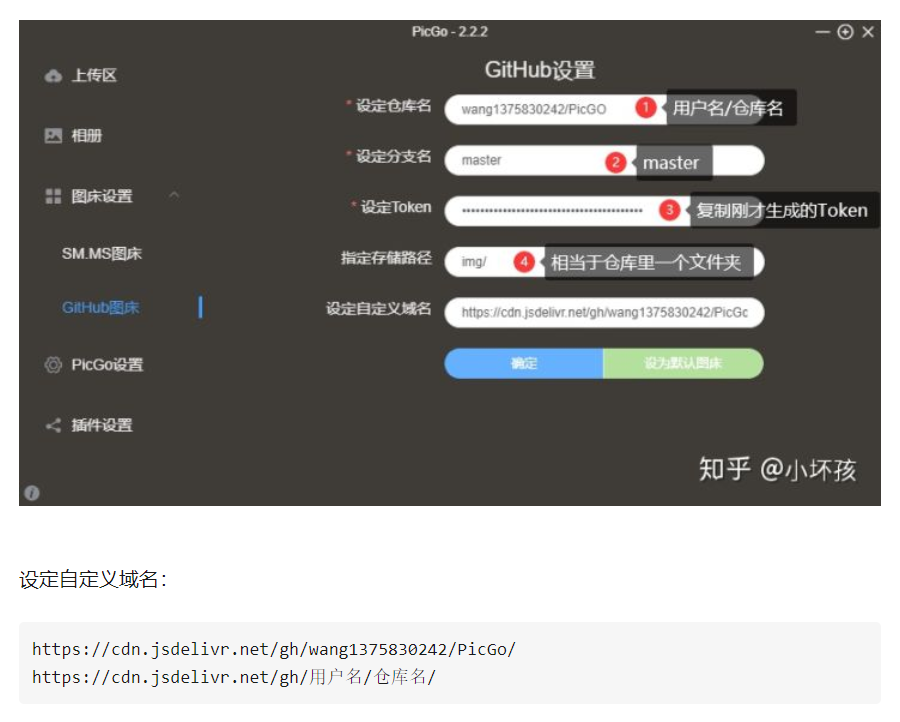 PicGo - 2.2.2
上传区
相册
图床设置
SM.MS图床
GitHub图床
PicGo设置
插件设置
GitHub设置
* 设定仓库名 wang1375830242/PicGO 1 用户名/仓库名
* 设定分支名 master 2 master
* 设定Token 3 复制刚才生成的Token
指定存储路径 img/ 4 相当于仓库里一个文件夹
设定自定义域名 https://cdn.jsdelivr.net/gh/wang1375830242/PicGo
确定 设为默认图床
知乎 @小坏孩
设定自定义域名:
https://cdn.jsdelivr.net/gh/wang1375830242/PicGo/
https://cdn.jsdelivr.net/gh/用户名/仓库名/